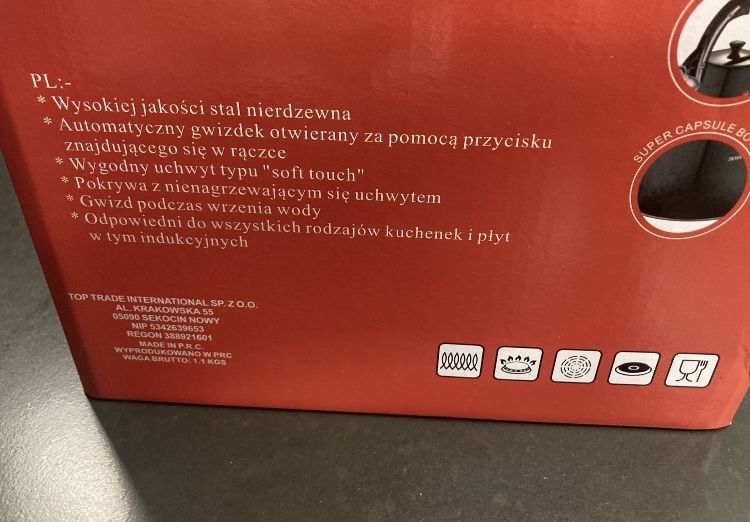 PL:-
* Wysokiej jakości stal nierdzewna
* Automatyczny gwizdek otwierany za pomocą przycisku
znajdującego się w rączce
* Wygodny uchwyt typu "soft touch"
* Pokrywa z nienagrzewającym się uchwytem
* Gwizd podczas wrzenia wody
* Odpowiedni do wszystkich rodzajów kuchenek i płyt
w tym indukcyjnych
SUPER CAPSULE BO
TOP TRADE INTERNATIONAL SP. Z O.O.
AL. KRAKOWSKA 55
05090 SEKOCIN NOWY
NIP 5342639653
REGON 388921601
MADE IN P.R.C.
WYPRODUKOWANO W PRC
WAGA BRUTTO: 1.1 KGS